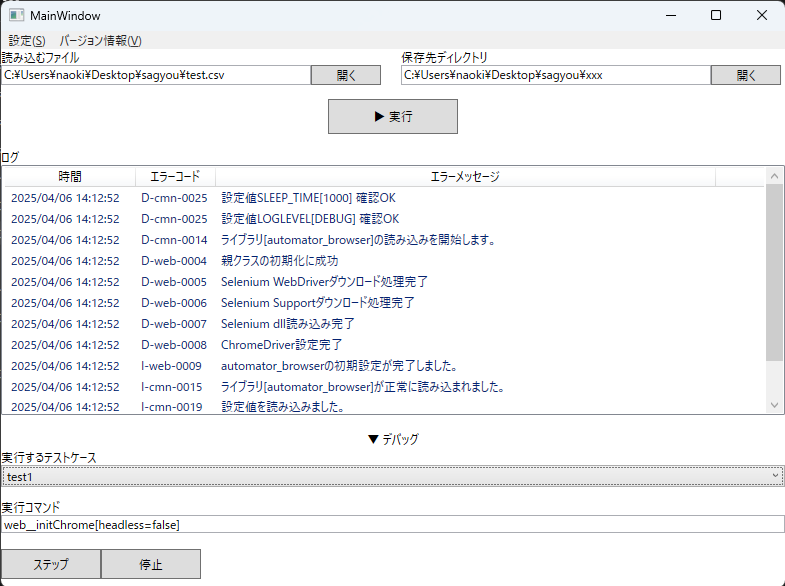 MainWindow
設定(S) バージョン情報(V)
読み込むファイル 保存先ディレクトリ
C:¥Users¥naoki¥Desktop¥sagyou¥test.csv 開く C:¥Users¥naoki¥Desktop¥sagyou¥xxx 開く
▶ 実行
ログ
時間 エラーコード エラーメッセージ
2025/04/06 14:12:52 D-cmn-0025 設定値SLEEP_TIME[1000] 確認OK
2025/04/06 14:12:52 D-cmn-0025 設定値LOGLEVEL[DEBUG] 確認OK
2025/04/06 14:12:52 D-cmn-0014 ライブラリ[automator_browser]の読み込みを開始します。
2025/04/06 14:12:52 D-web-0004 親クラスの初期化に成功
2025/04/06 14:12:52 D-web-0005 Selenium WebDriverダウンロード処理完了
2025/04/06 14:12:52 D-web-0006 Selenium Supportダウンロード処理完了
2025/04/06 14:12:52 D-web-0007 Selenium dll読み込み完了
2025/04/06 14:12:52 D-web-0008 ChromeDriver設定完了
2025/04/06 14:12:52 I-web-0009 automator_browserの初期設定が完了しました。
2025/04/06 14:12:52 I-cmn-0015 ライブラリ[automator_browser]が正常に読み込まれました。
2025/04/06 14:12:52 I-cmn-0019 設定値を読み込みました。
▼ デバッグ
実行するテストケース
test1
実行コマンド
web__initChrome[headless=false]
ステップ 停止